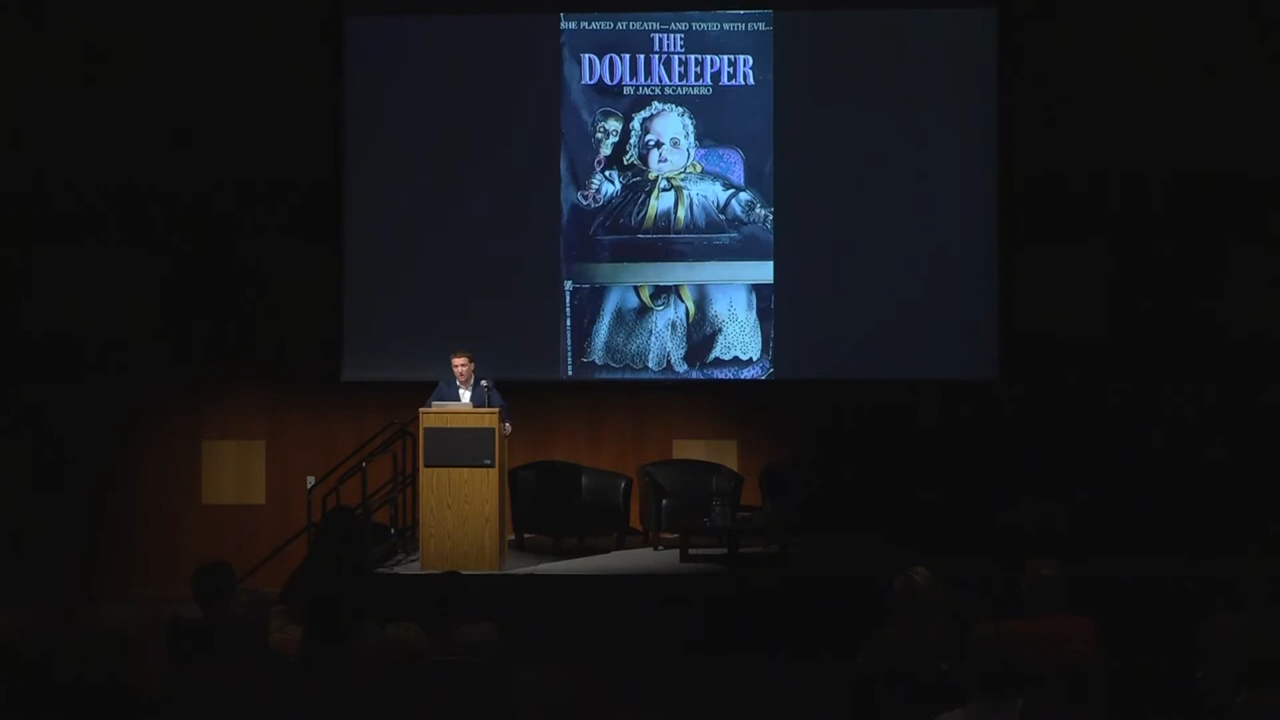 SHE PLAYED AT DEATH—AND TOYED WITH EVIL...
THE
DOLLKEEPER
BY JACK SCAPARRO